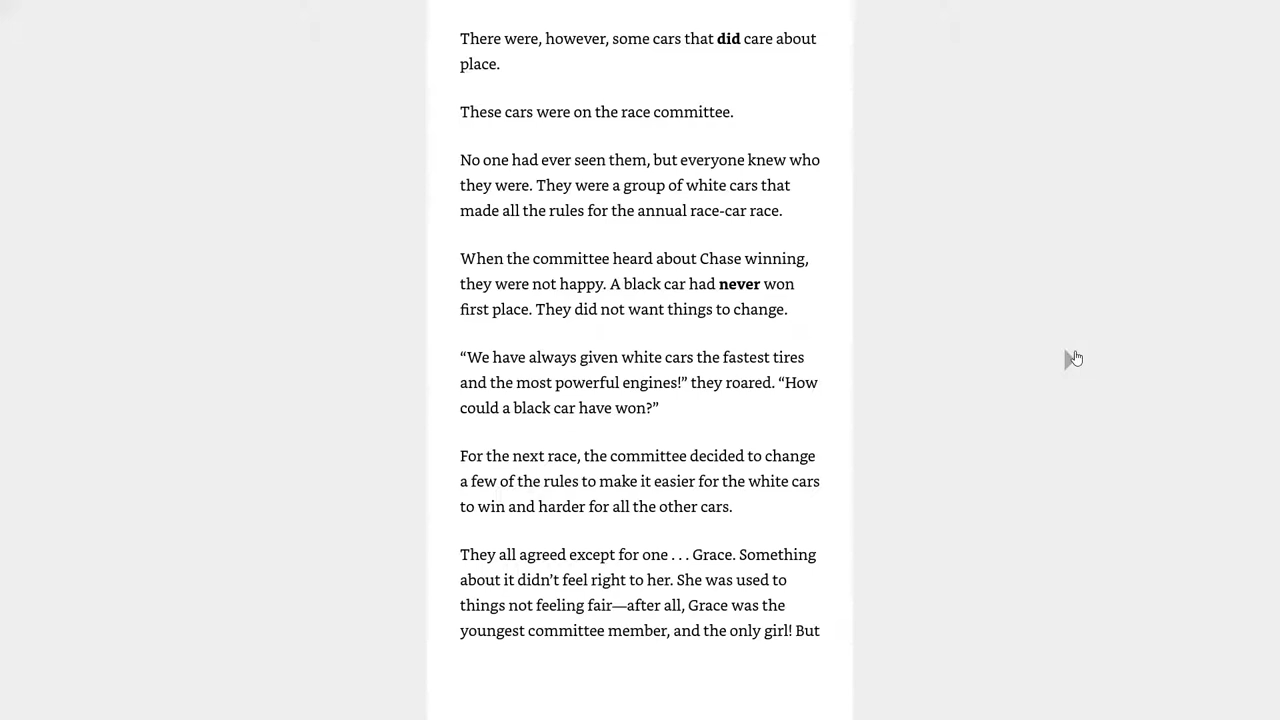 There were, however, some cars that did care about
place.
These cars were on the race committee.
No one had ever seen them, but everyone knew who
they were. They were a group of white cars that
made all the rules for the annual race-car race.
When the committee heard about Chase winning,
they were not happy. A black car had never won
first place. They did not want things to change.
“We have always given white cars the fastest tires
and the most powerful engines!” they roared. “How
could a black car have won?”
For the next race, the committee decided to change
a few of the rules to make it easier for the white cars
to win and harder for all the other cars.
They all agreed except for one . . . Grace. Something
about it didn’t feel right to her. She was used to
things not feeling fair—after all, Grace was the
youngest committee member, and the only girl! But